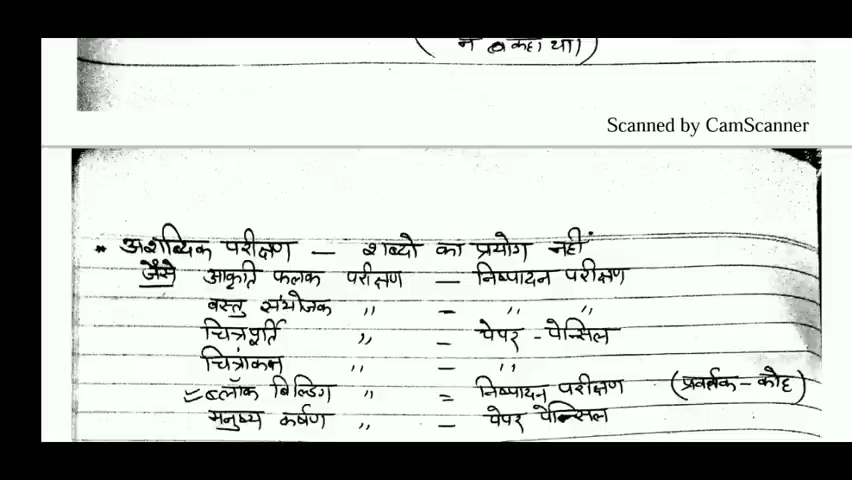 न कहा था)
Scanned by CamScanner
* अशाब्दिक परीक्षण — शब्दो का प्रयोग नहीं
जैसे आकृति फलक परीक्षण — निष्पादन परीक्षण
वस्तु संयोजक " — " "
चित्रपूर्ति " — पेपर - पेन्सिल
चित्रांकन " — "
ब्लॉक बिल्डिंग " = निष्पादन परीक्षण (प्रवर्तक - कोह)
मनुष्य कर्षण " — पेपर पेन्सिल